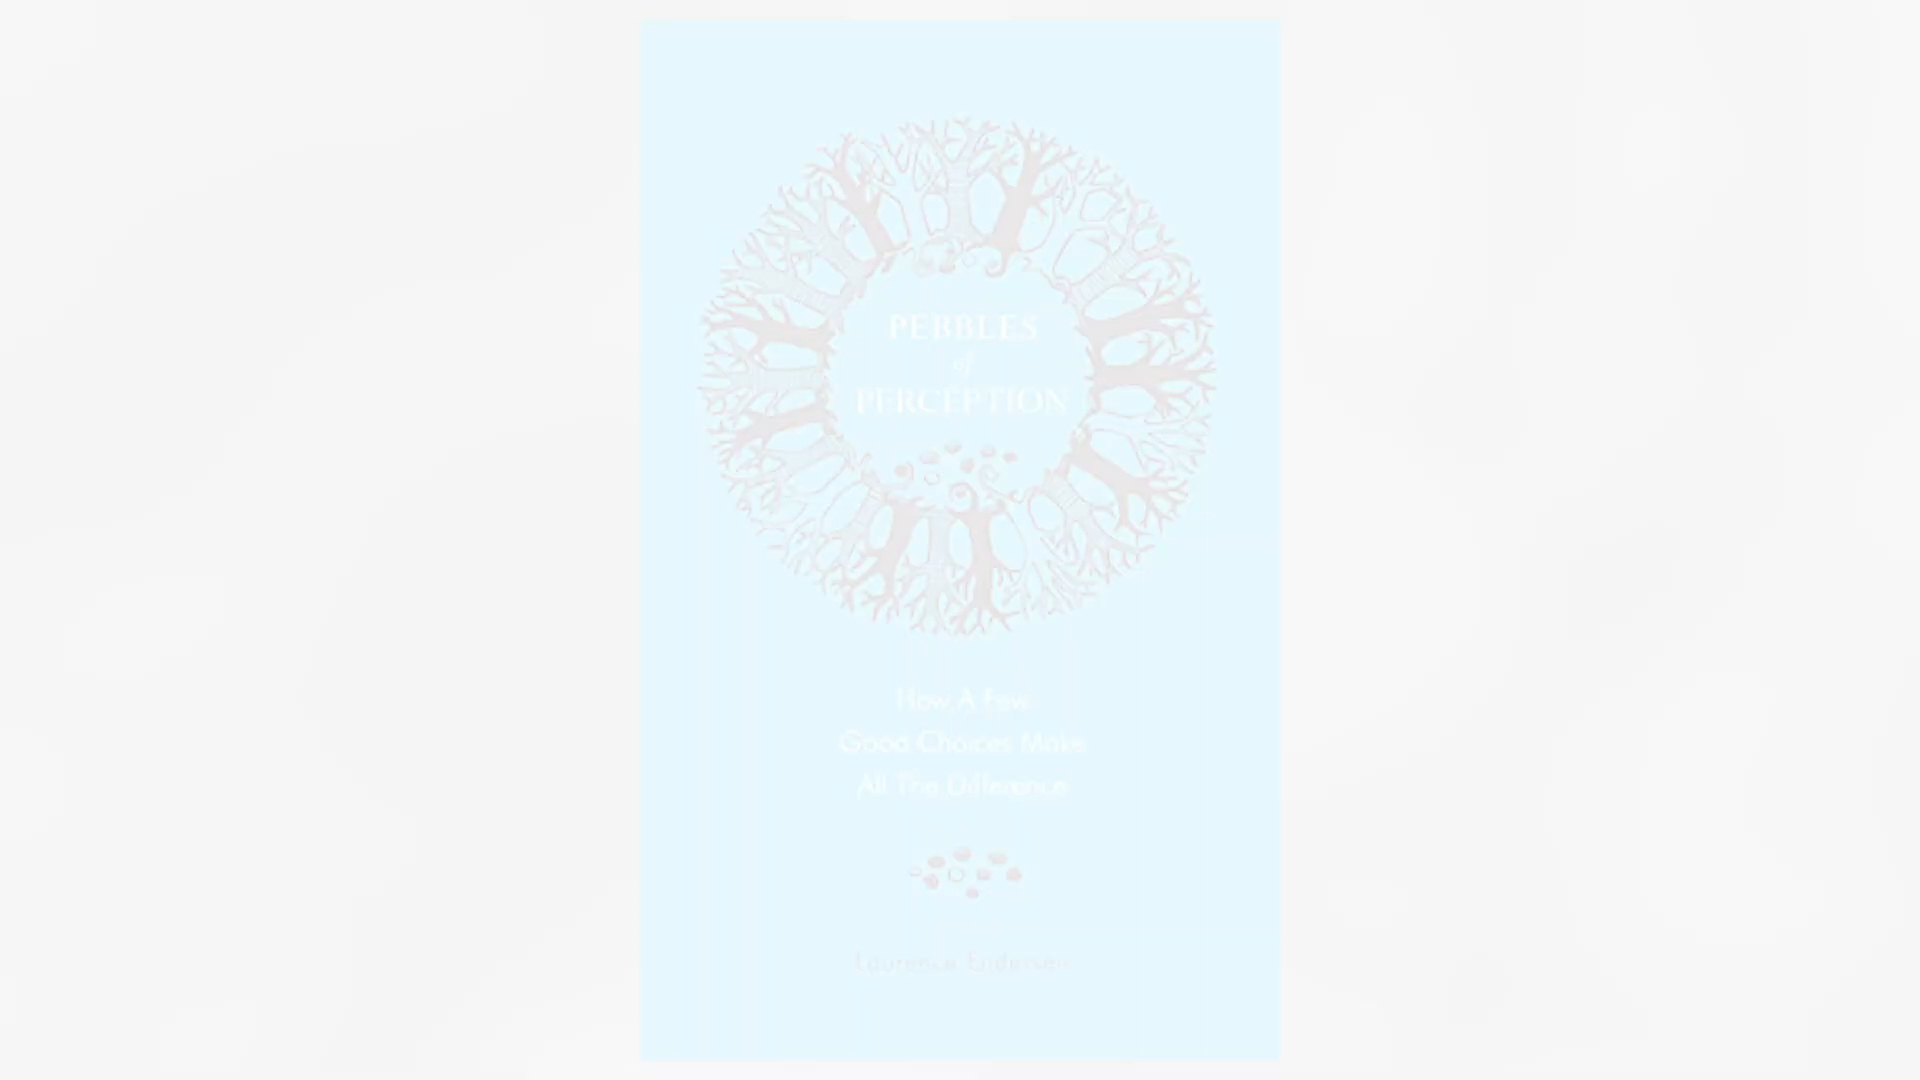 PEBBLES
of
PERCEPTION
How A Few
Good Choices Make
All The Difference
Laurence Endersen